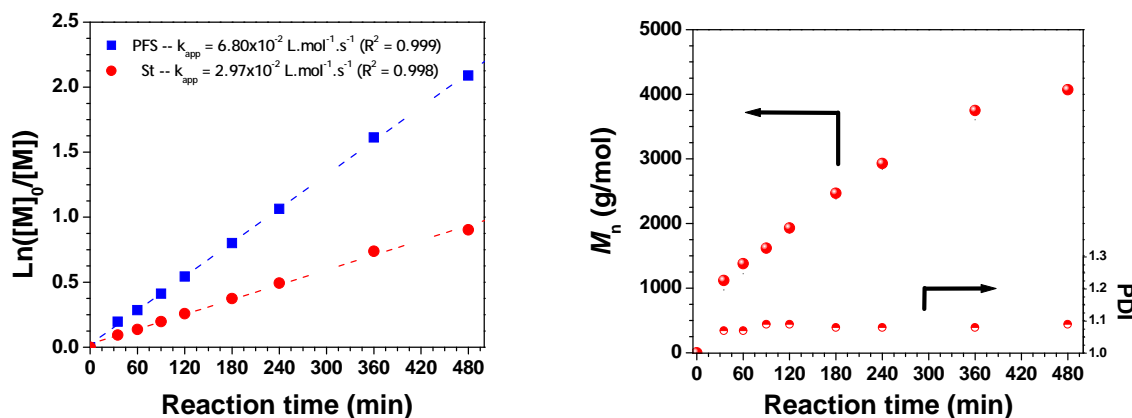 2.5
2.0
1.5
1.0
0.5
0.0
Ln([M]₀/[M])
PFS -- k_app = 6.80x10⁻² L.mol⁻¹.s⁻¹ (R² = 0.999)
St -- k_app = 2.97x10⁻² L.mol⁻¹.s⁻¹ (R² = 0.998)
0 60 120 180 240 300 360 420 480
Reaction time (min)
5000
4000
3000
2000
1000
0
M_n (g/mol)
1.3
1.2
1.1
1.0
PDI
0 60 120 180 240 300 360 420 480
Reaction time (min)